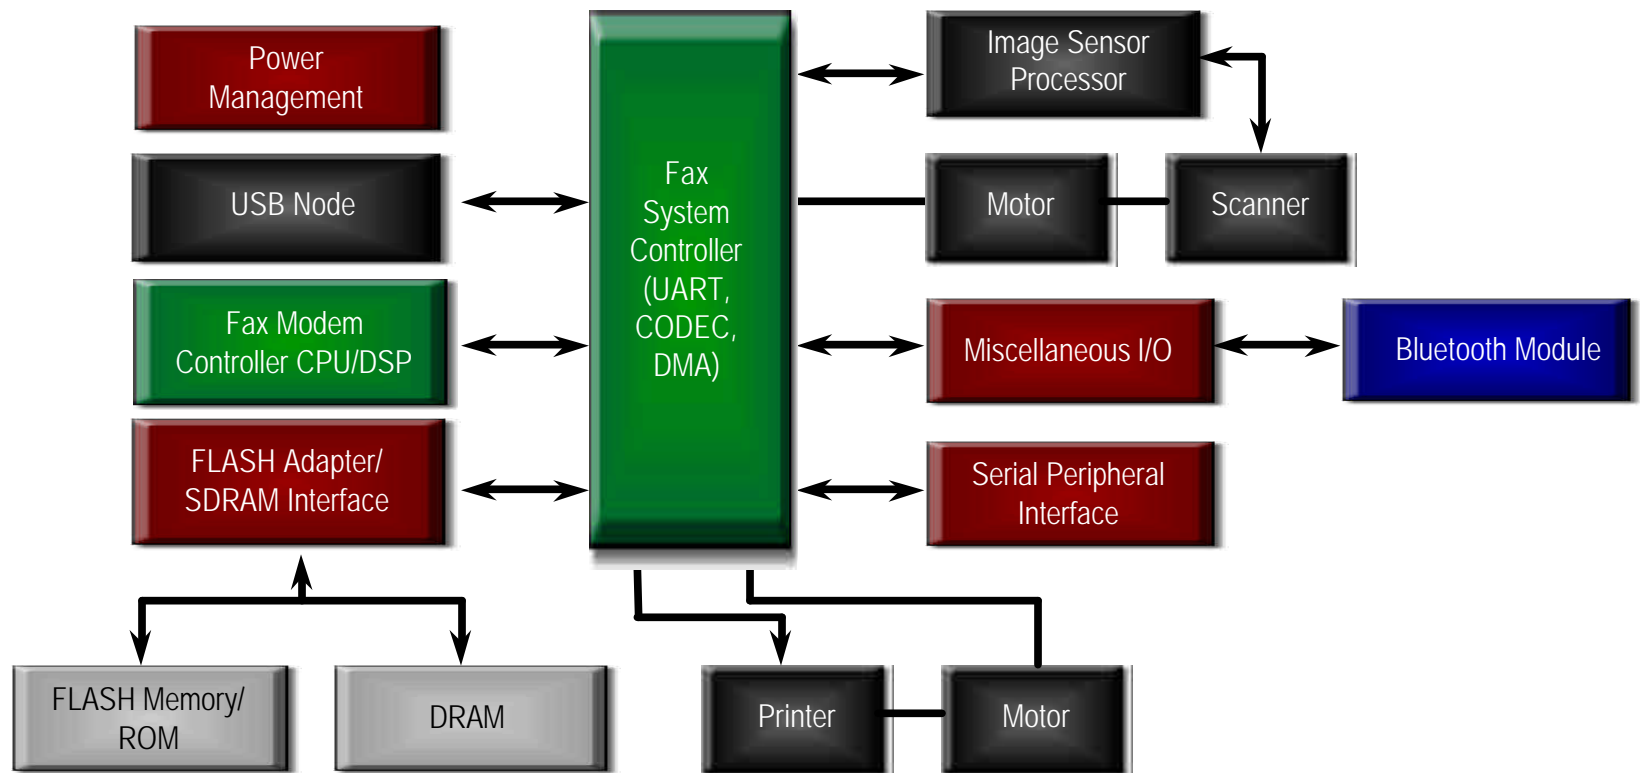 Power
Management
USB Node
Fax Modem
Controller CPU/DSP
FLASH Adapter/
SDRAM Interface
FLASH Memory/
ROM
DRAM
Fax
System
Controller
(UART,
CODEC,
DMA)
Image Sensor
Processor
Motor
Scanner
Miscellaneous I/O
Bluetooth Module
Serial Peripheral
Interface
Printer
Motor